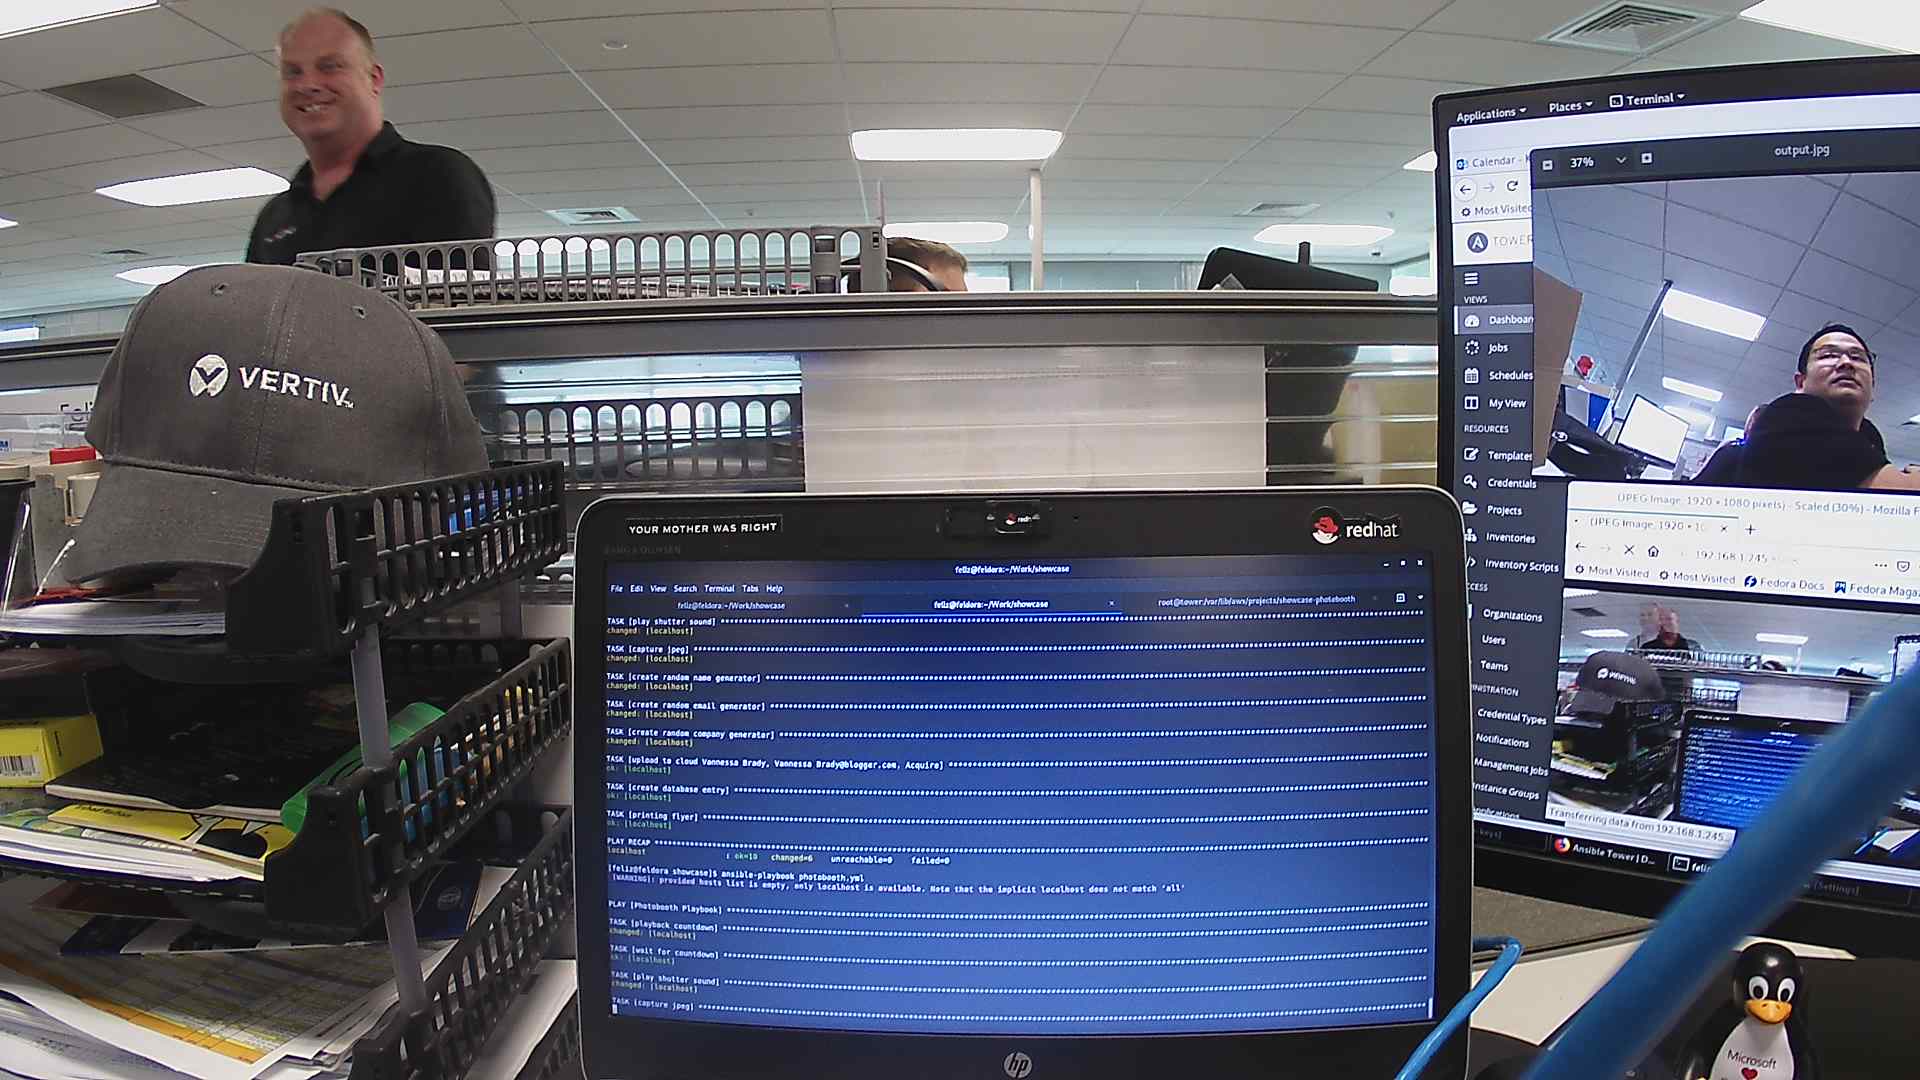 VERTIV™
YOUR MOTHER WAS RIGHT
BANG & OLUFSEN
redhat
feliz@feldora:~/Work/showcase
File Edit View Search Terminal Tabs Help
feliz@feldora:~/Work/showcase
feliz@feldora:~/Work/showcase
root@tower:/var/lib/awx/projects/showcase-photobooth
TASK [play shutter sound]
changed: [localhost]
TASK [capture jpeg]
changed: [localhost]
TASK [create random name generator]
changed: [localhost]
TASK [create random email generator]
changed: [localhost]
TASK [create random company generator]
changed: [localhost]
TASK [upload to cloud Vannessa Brady, Vannessa Brady@blogger.com, Acquire]
ok: [localhost]
TASK [create database entry]
ok: [localhost]
TASK [printing flyer]
ok: [localhost]
PLAY RECAP
localhost : ok=10 changed=6 unreachable=0 failed=0
[feliz@feldora showcase]$ ansible-playbook photobooth.yml
[WARNING]: provided hosts list is empty, only localhost is available. Note that the implicit localhost does not match 'all'
PLAY [Photobooth Playbook]
TASK [playback countdown]
changed: [localhost]
TASK [wait for countdown]
ok: [localhost]
TASK [play shutter sound]
changed: [localhost]
TASK [capture jpeg]
hp
Applications Places Terminal
Calendar -
37% output.jpg
Most Visited
A TOWER
VIEWS
Dashboar
Jobs
Schedules
My View
RESOURCES
Templates
Credentials
Projects
Inventories
Inventory Scripts
Organizations
Users
Teams
Credential Types
Notifications
Management Jobs
Instance Groups
(JPEG Image, 1920 × 1080 pixels) - Scaled (30%) - Mozilla F
(JPEG Image, 1920 × 10
192.168.1.245
Most Visited Most Visited Fedora Docs Fedora Maga
VERTIV
Transferring data from 192.168.1.245...
Ansible Tower | D...
feliz
[Settings]
Microsoft